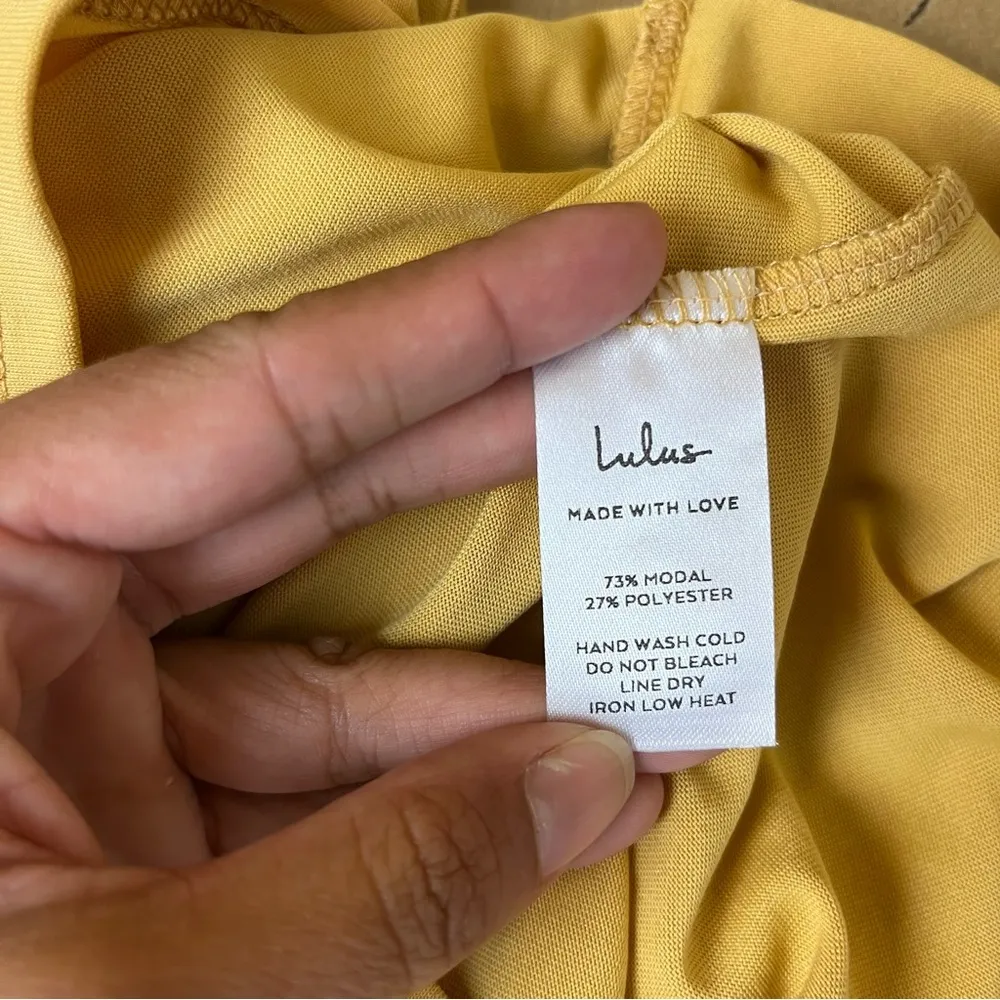 Lulus
MADE WITH LOVE
73% MODAL
27% POLYESTER
HAND WASH COLD
DO NOT BLEACH
LINE DRY
IRON LOW HEAT